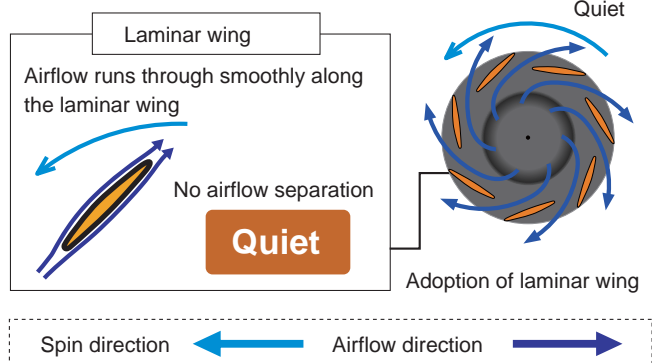 Quiet
Laminar wing
Airflow runs through smoothly along
the laminar wing
No airflow separation
Quiet
Adoption of laminar wing
Spin direction
Airflow direction